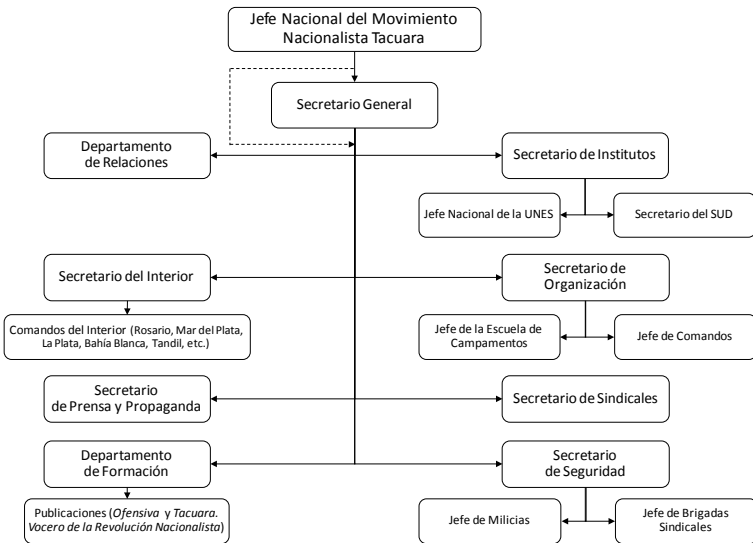 Jefe Nacional del Movimiento
Nacionalista Tacuara
Secretario General
Departamento
de Relaciones
Secretario de Institutos
Jefe Nacional de la UNES
Secretario del SUD
Secretario del Interior
Secretario de
Organización
Comandos del Interior (Rosario, Mar del Plata,
La Plata, Bahía Blanca, Tandil, etc.)
Jefe de la Escuela de
Campamentos
Jefe de Comandos
Secretario
de Prensa y Propaganda
Secretario de Sindicales
Departamento
de Formación
Secretario
de Seguridad
Publicaciones (Ofensiva y Tacuara.
Vocero de la Revolución Nacionalista)
Jefe de Milicias
Jefe de Brigadas
Sindicales